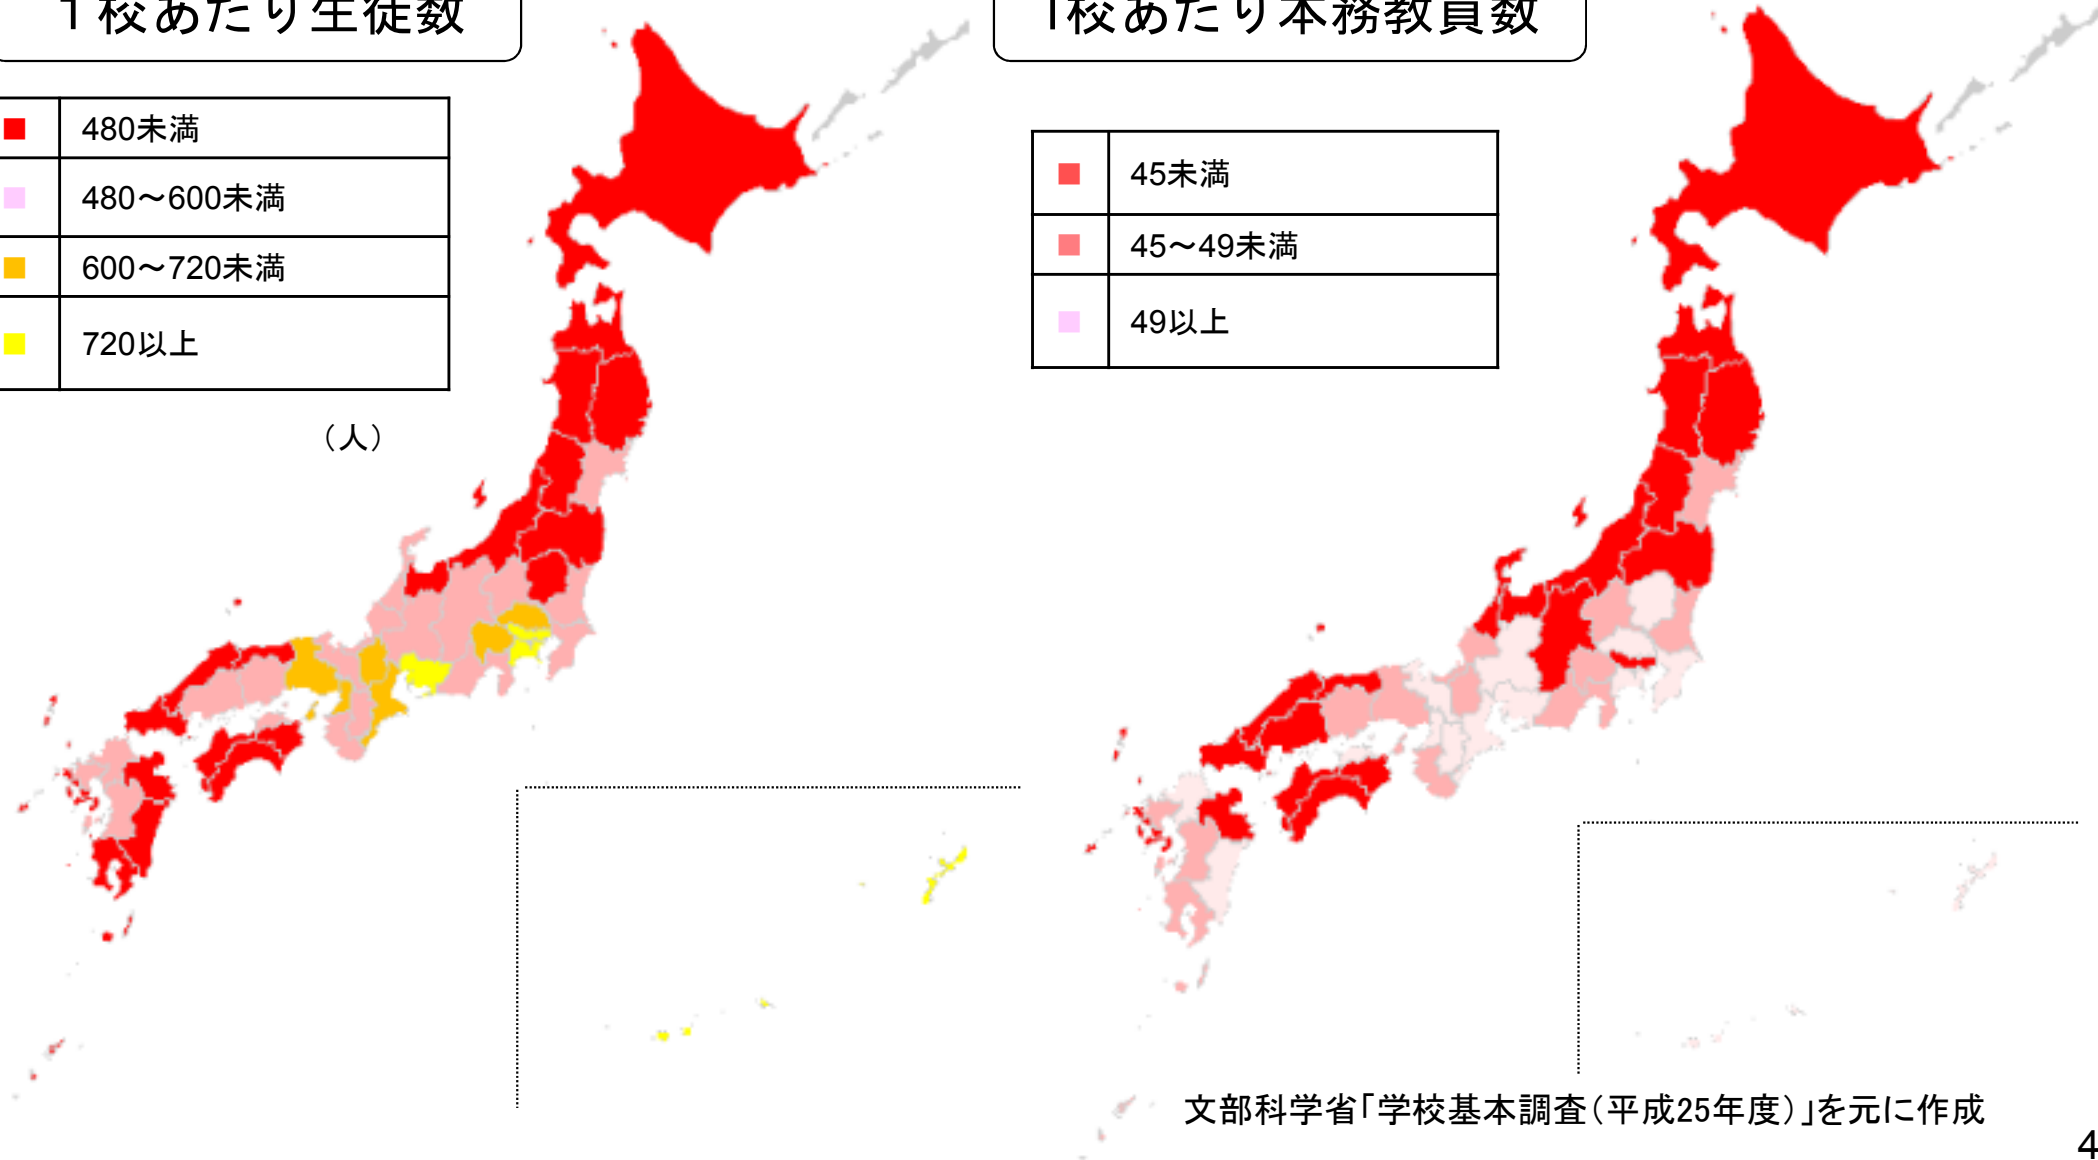 1校あたり生徒数
480未満
480～600未満
600～720未満
720以上
（人）
1校あたり本務教員数
45未満
45～49未満
49以上
文部科学省「学校基本調査（平成25年度）」を元に作成
4